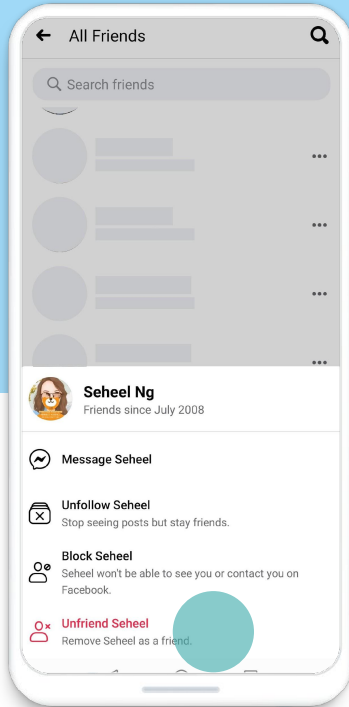 All Friends
Search friends
Seheel Ng
Friends since July 2008
Message Seheel
Unfollow Seheel
Stop seeing posts but stay friends.
Block Seheel
Seheel won't be able to see you or contact you on
Facebook.
Unfriend Seheel
Remove Seheel as a friend.